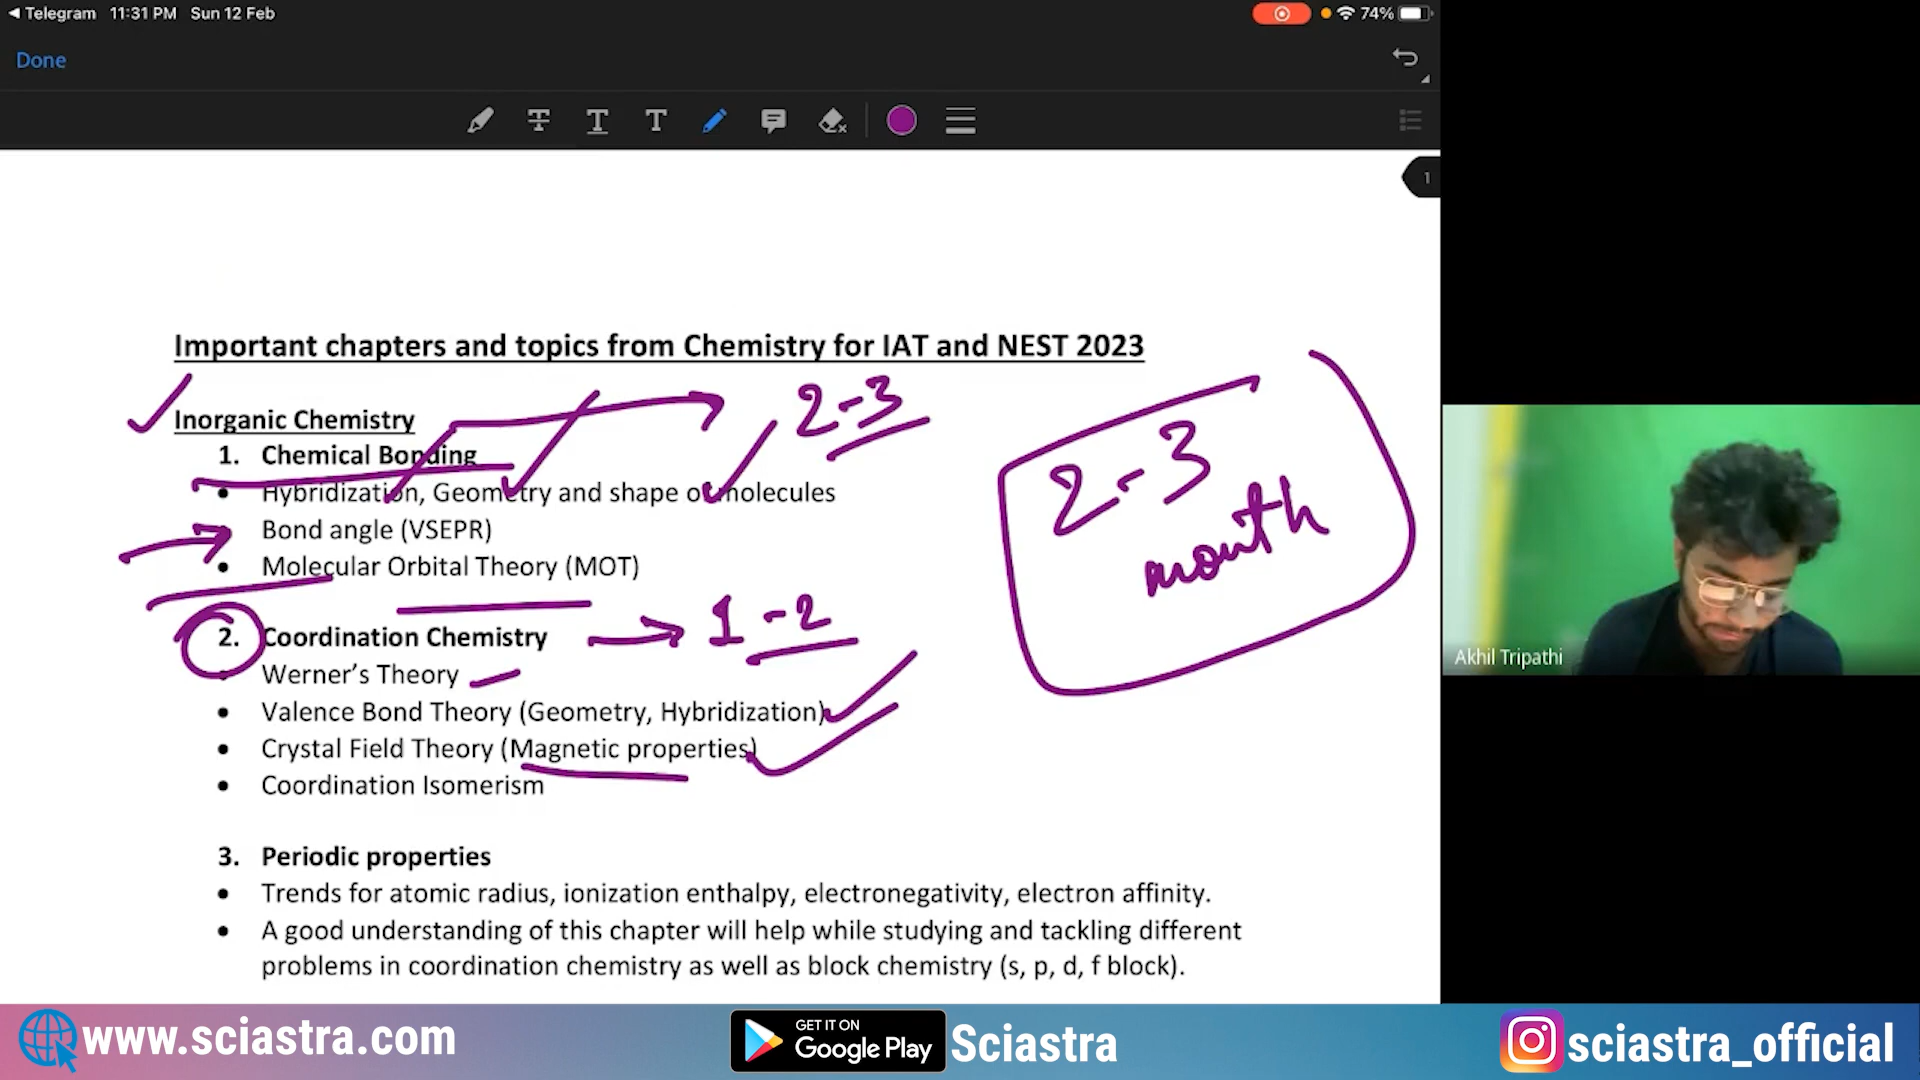 Telegram 11:31 PM Sun 12 Feb 74%
Done
1
Important chapters and topics from Chemistry for IAT and NEST 2023
Inorganic Chemistry
2-3
1. Chemical Bonding
• Hybridization, Geometry and shape of molecules
Bond angle (VSEPR)
• Molecular Orbital Theory (MOT)
2-3
month
2. Coordination Chemistry
1-2
Werner's Theory
• Valence Bond Theory (Geometry, Hybridization)
• Crystal Field Theory (Magnetic properties)
• Coordination Isomerism
3. Periodic properties
• Trends for atomic radius, ionization enthalpy, electronegativity, electron affinity.
• A good understanding of this chapter will help while studying and tackling different
problems in coordination chemistry as well as block chemistry (s, p, d, f block).
Akhil Tripathi
www.sciastra.com
GET IT ON
Google Play
Sciastra
sciastra_official